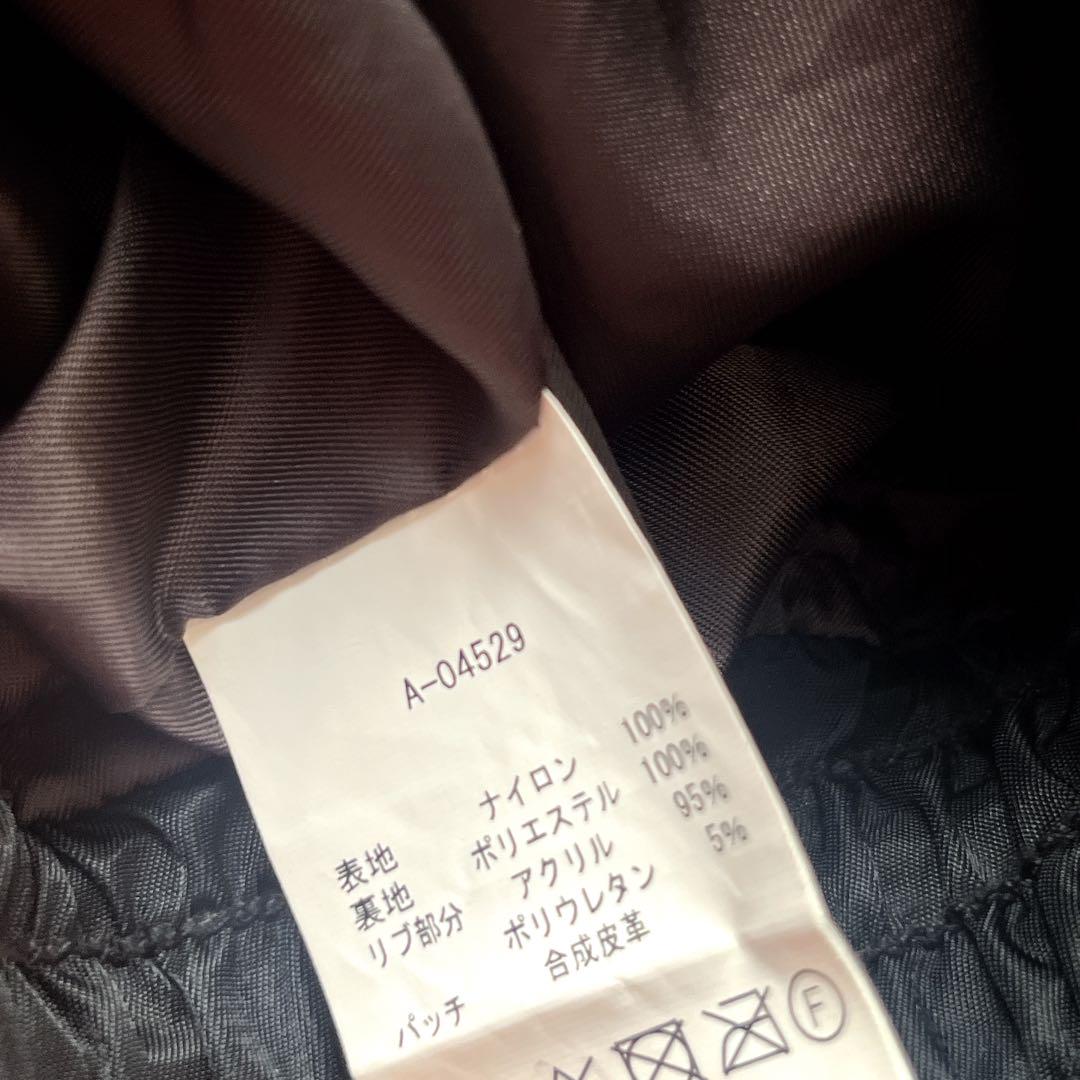 A-04529
表地 ナイロン 100%
裏地 ポリエステル 100%
リブ部分 アクリル 95%
ポリウレタン 5%
パッチ 合成皮革
F